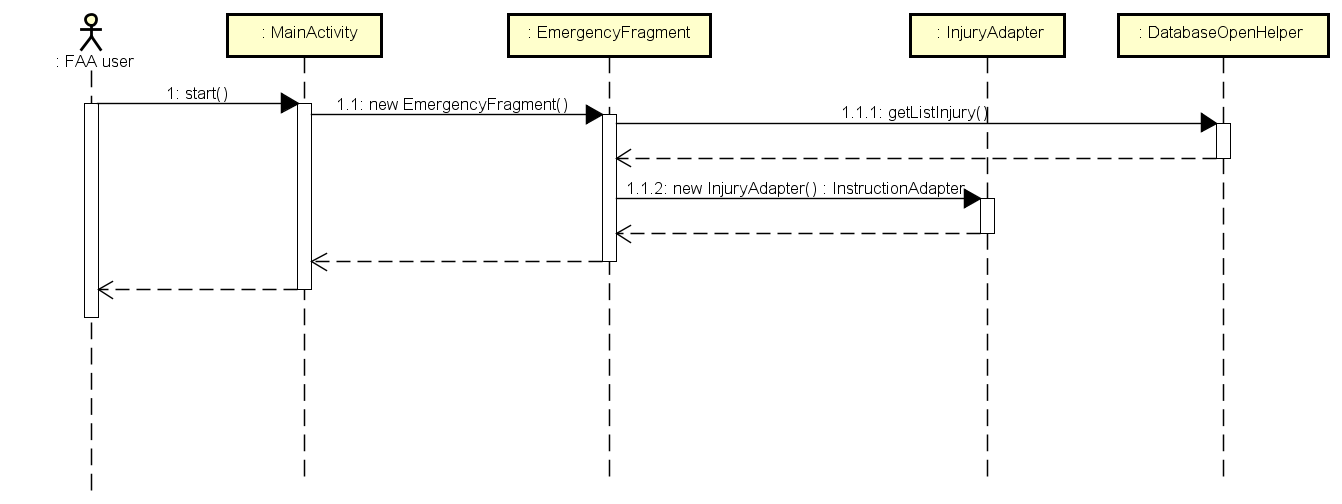 : FAA user
: MainActivity
: EmergencyFragment
: InjuryAdapter
: DatabaseOpenHelper
1: start()
1.1: new EmergencyFragment()
1.1.1: getListInjury()
1.1.2: new InjuryAdapter() : InstructionAdapter